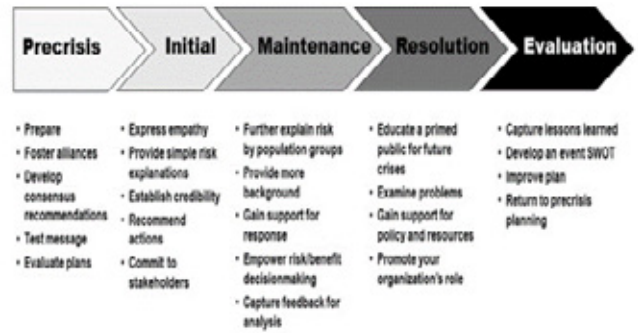 Precrisis
Initial
Maintenance
Resolution
Evaluation
• Prepare
• Foster alliances
• Develop
consensus
recommendations
• Test message
• Evaluate plans
• Express empathy
• Provide simple risk
explanations
• Establish credibility
• Recommend
actions
• Commit to
stakeholders
• Further explain risk
by population groups
• Provide more
background
• Gain support for
response
• Empower risk/benefit
decisionmaking
• Capture feedback for
analysis
• Educate a primed
public for future
crises
• Examine problems
• Gain support for
policy and resources
• Promote your
organization's role
• Capture lessons learned
• Develop an event SWOT
• Improve plan
• Return to precrisis
planning